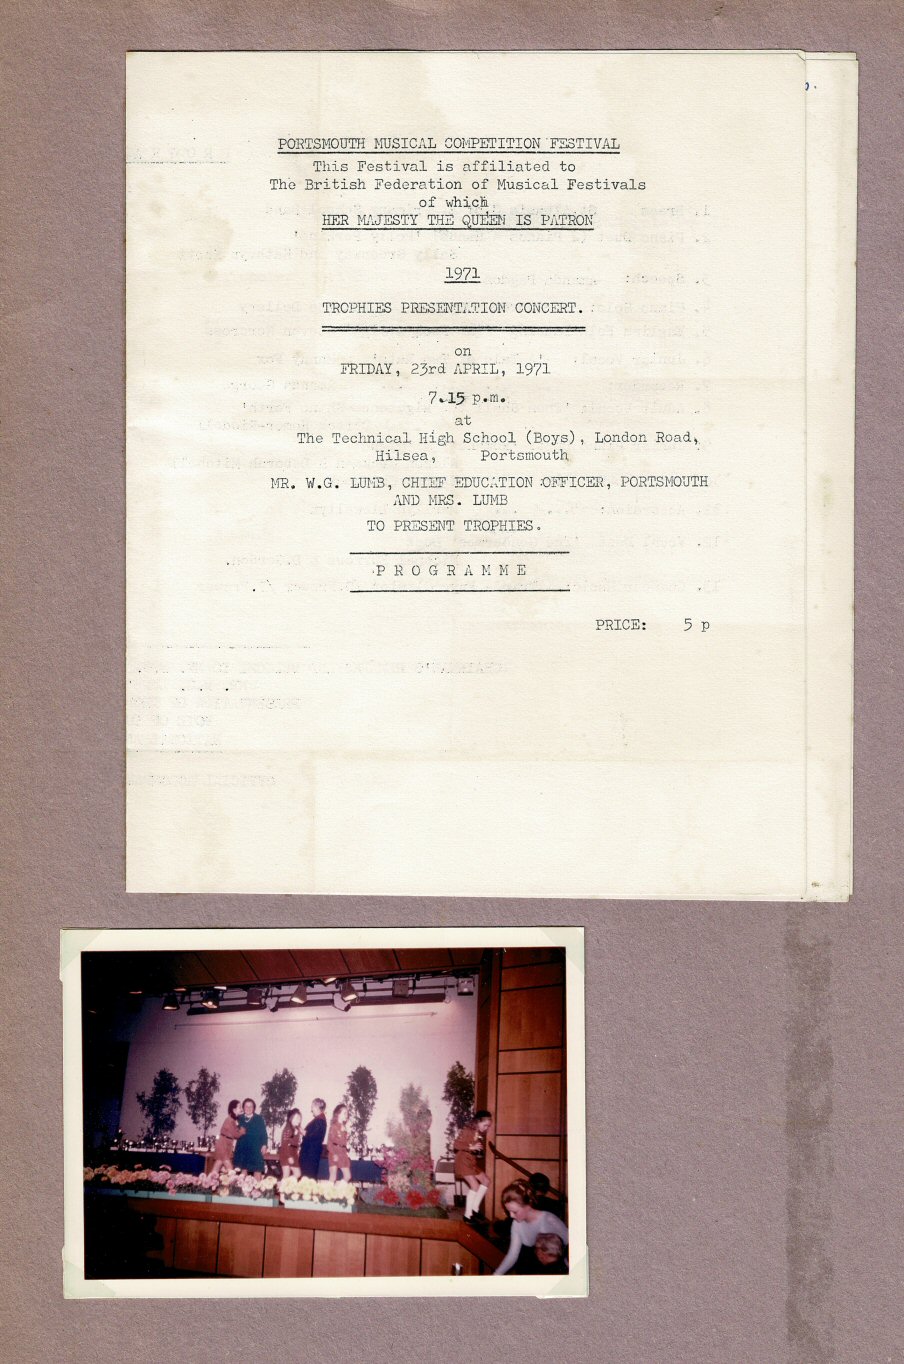 PORTSMOUTH MUSICAL COMPETITION FESTIVAL
This Festival is affiliated to
The British Federation of Musical Festivals
of which
HER MAJESTY THE QUEEN IS PATRON
1971
TROPHIES PRESENTATION CONCERT.
on
FRIDAY, 23rd APRIL, 1971
7.15 p.m.
at
The Technical High School (Boys), London Road,
Hilsea, Portsmouth
MR. W.G. LUMB, CHIEF EDUCATION OFFICER, PORTSMOUTH
AND MRS. LUMB
TO PRESENT TROPHIES.
P R O G R A M M E
PRICE: 5 p